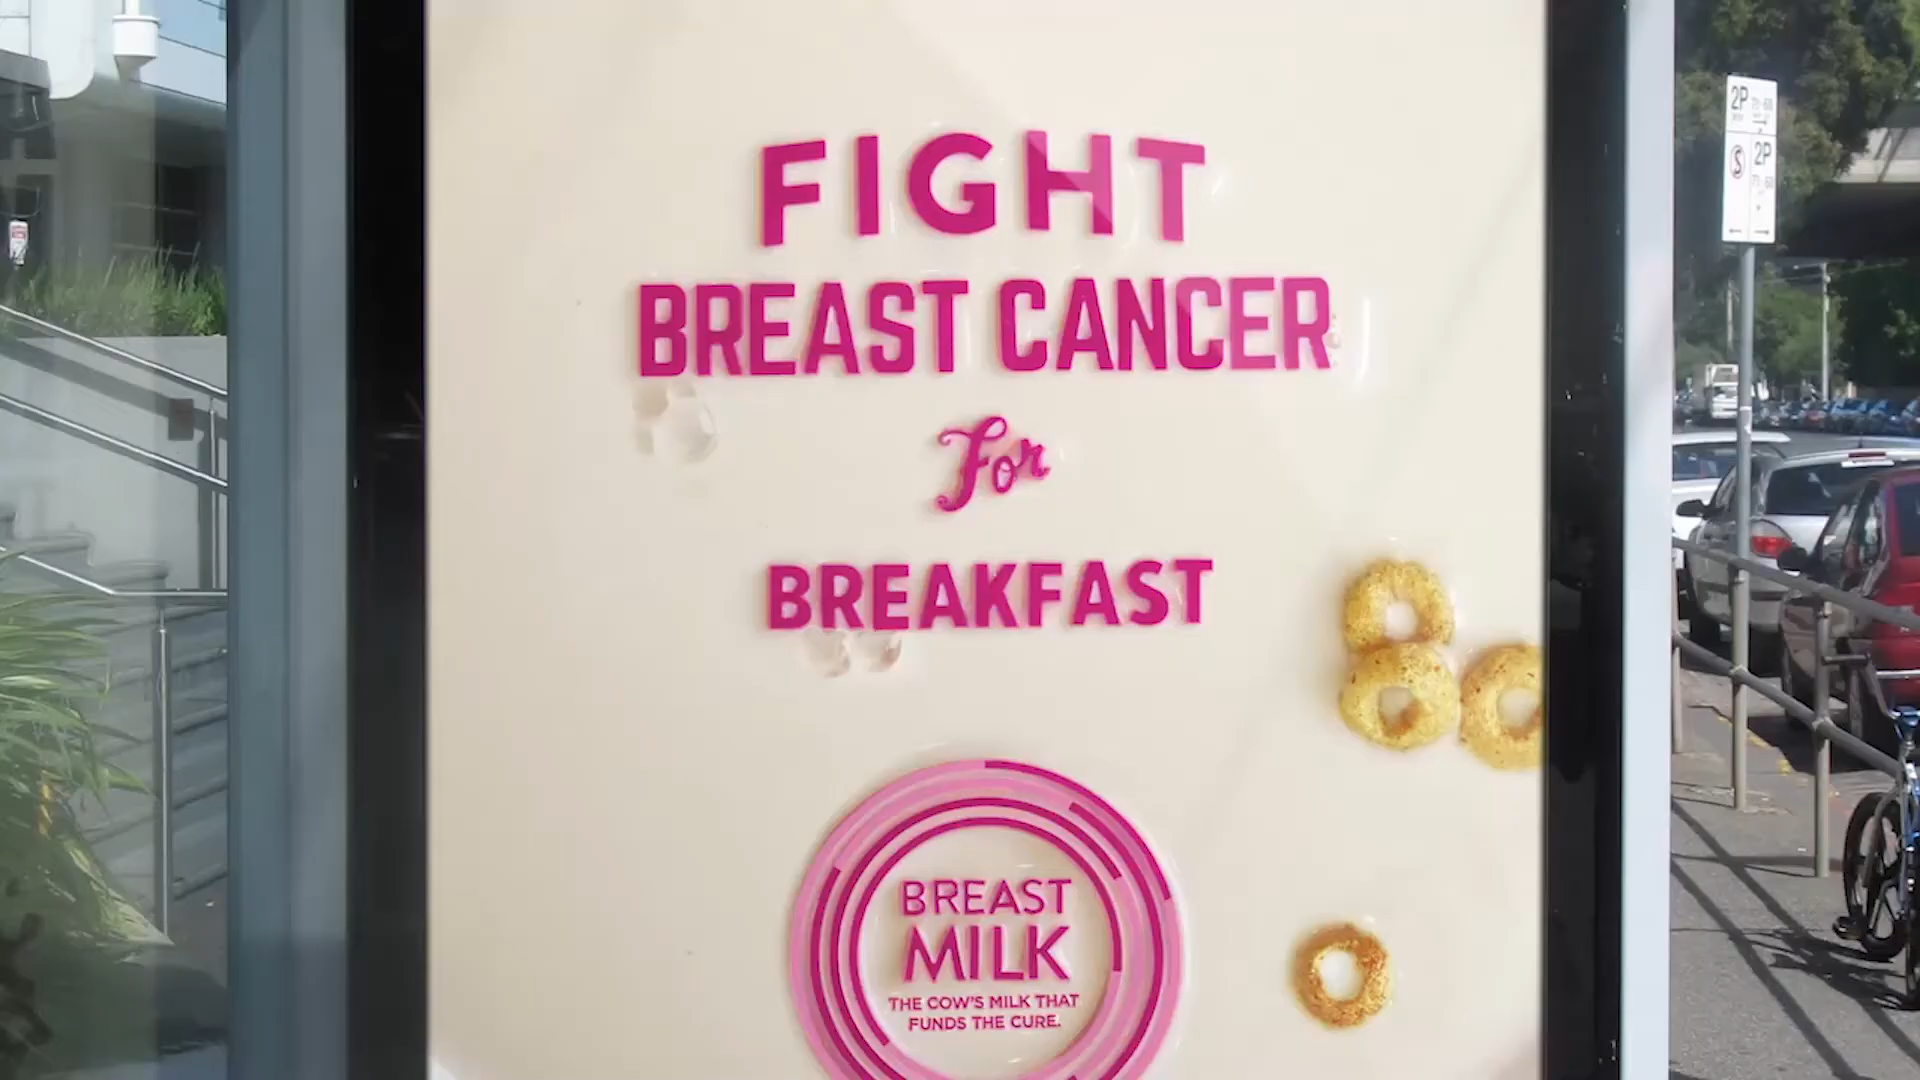 FIGHT
BREAST CANCER
For
BREAKFAST
BREAST
MILK
THE COW'S MILK THAT
FUNDS THE CURE.
2P
2P